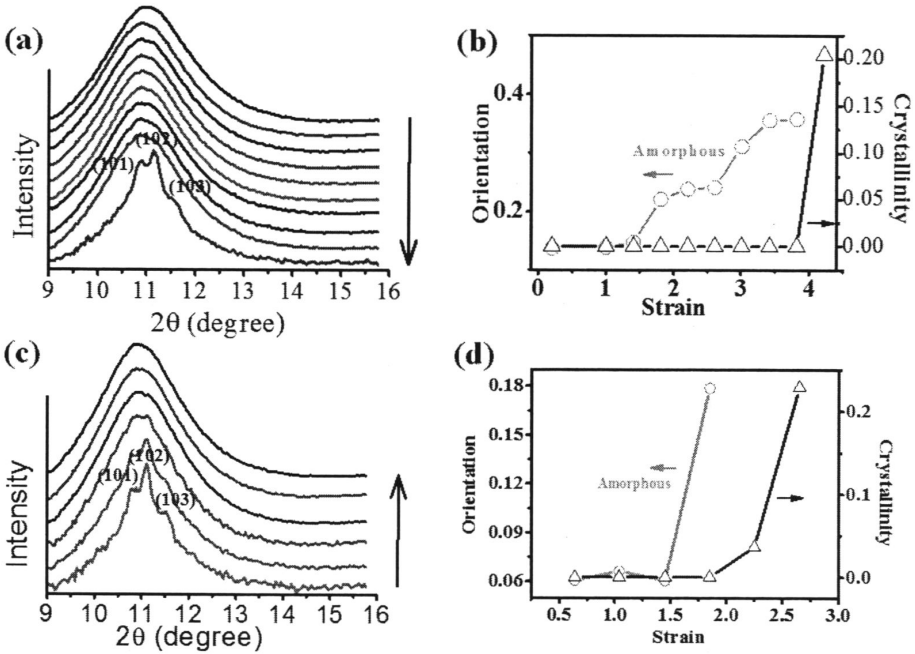 (a)
Intensity
(101)
(102)
(103)
9 10 11 12 13 14 15 16
2θ (degree)
(b)
Orientation
0.4
0.2
Amorphous
0.20
0.15
0.10
0.05
0.00
Crystallinity
0 1 2 3 4
Strain
(c)
Intensity
(101)
(102)
(103)
9 10 11 12 13 14 15 16
2θ (degree)
(d)
Orientation
0.18
0.15
0.12
0.09
0.06
Amorphous
0.2
0.1
0.0
Crystallinity
0.5 1.0 1.5 2.0 2.5 3.0
Strain